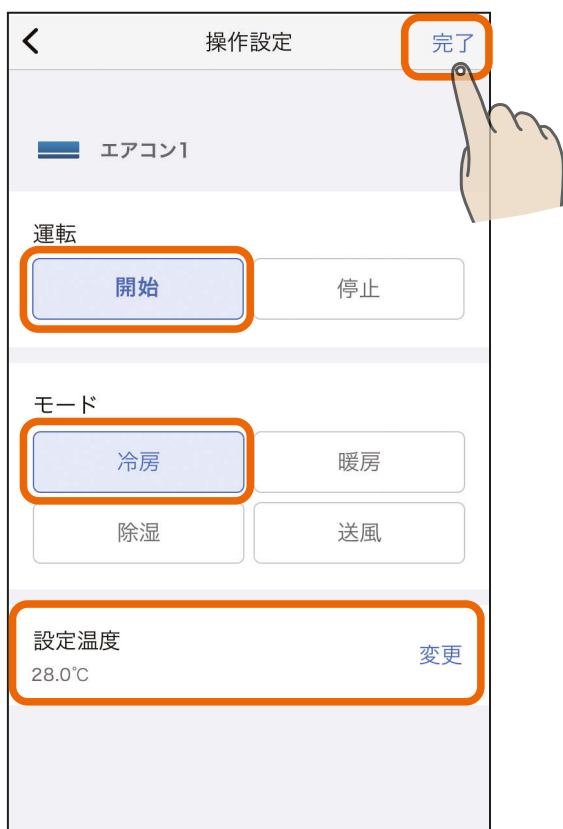 操作設定 完了
エアコン1
運転
開始 停止
モード
冷房 暖房
除湿 送風
設定温度
変更
28.0℃